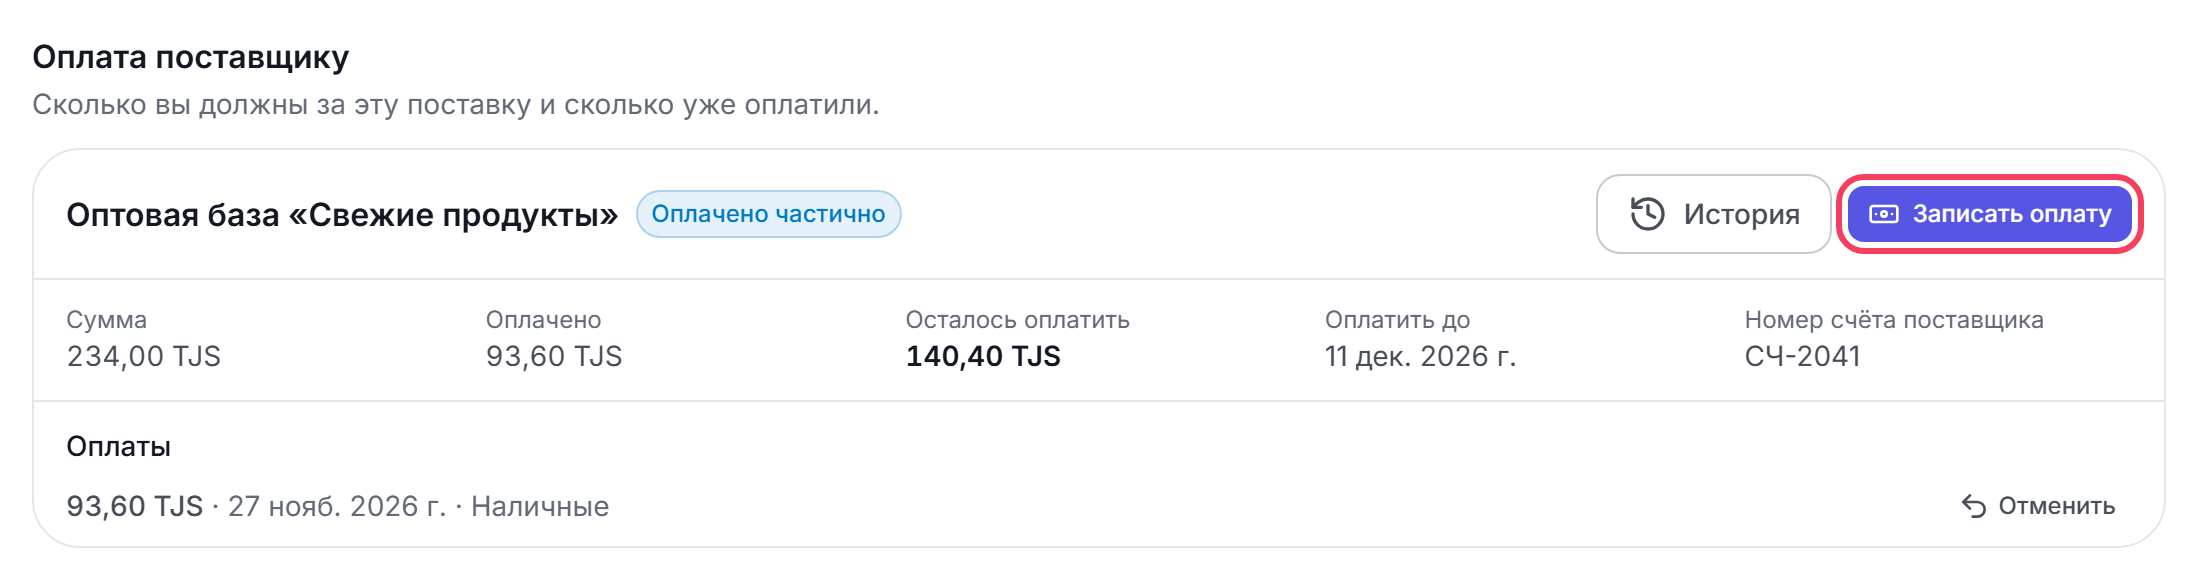 Оплата поставщику
Сколько вы должны за эту поставку и сколько уже оплатили.
Оптовая база «Свежие продукты» Оплачено частично История Записать оплату
Сумма Оплачено Осталось оплатить Оплатить до Номер счёта поставщика
234,00 TJS 93,60 TJS 140,40 TJS 11 дек. 2026 г. СЧ-2041
Оплаты
93,60 TJS · 27 нояб. 2026 г. · Наличные Отменить